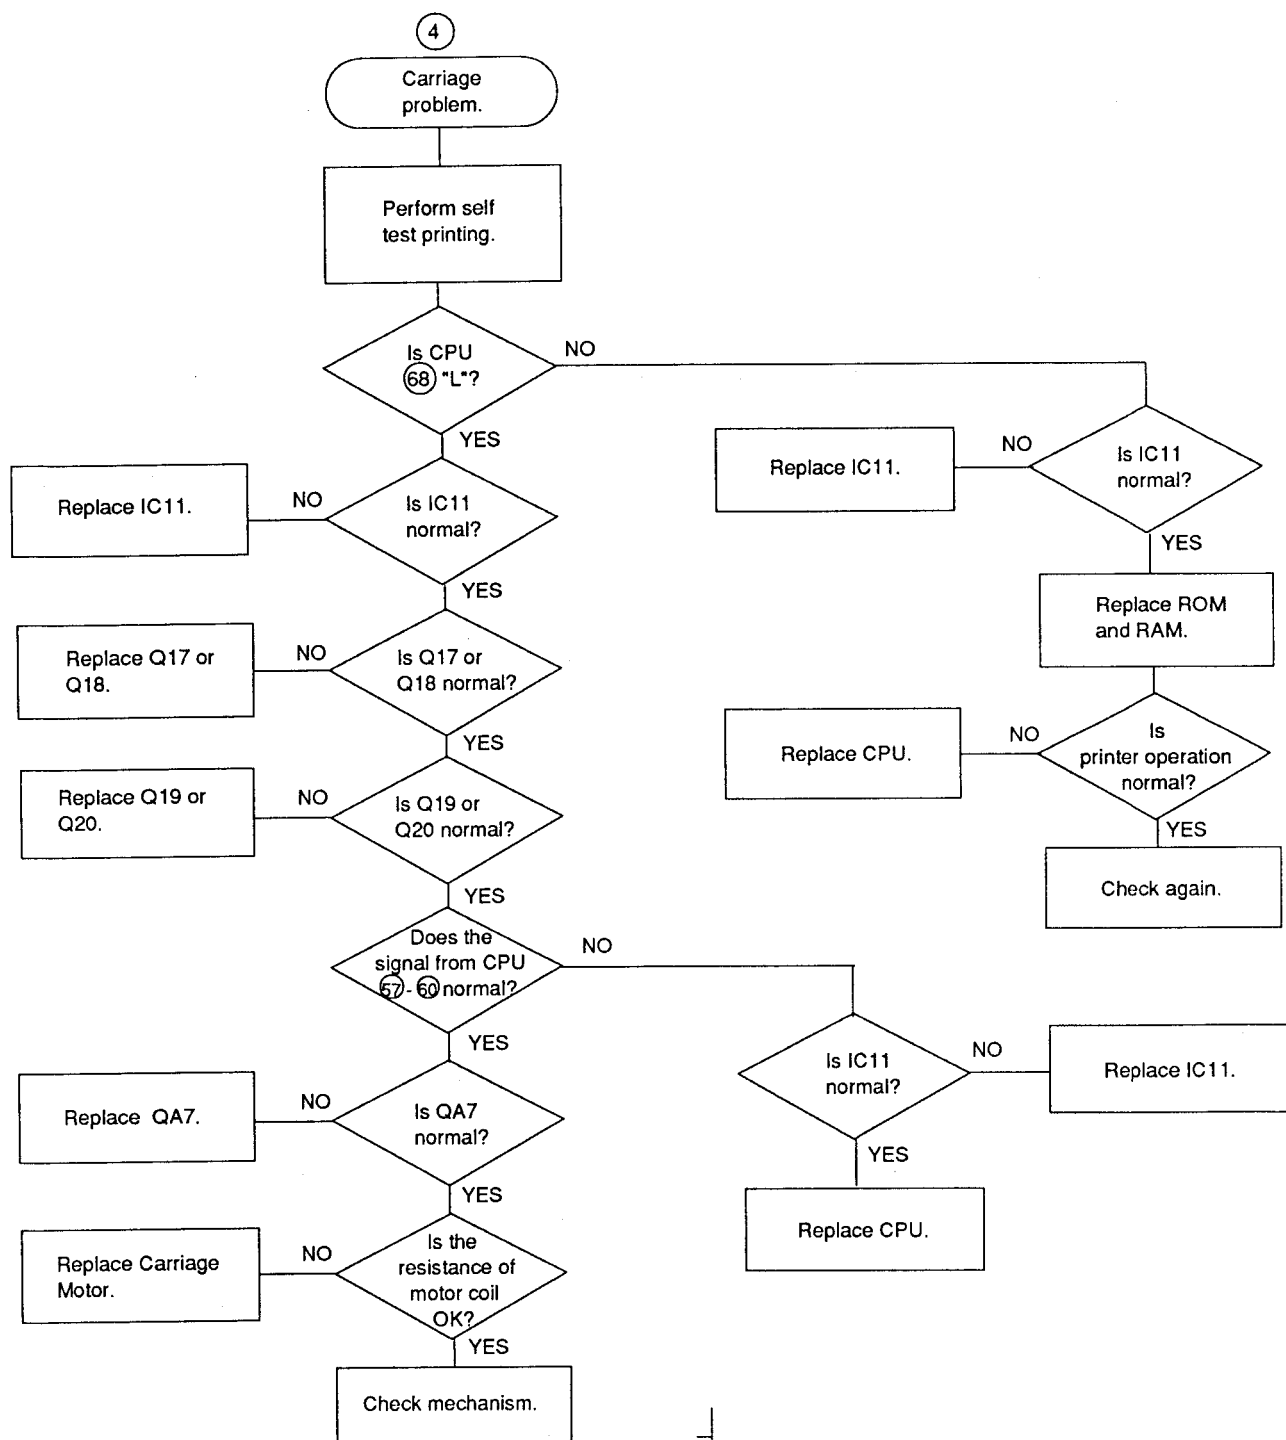 4
Carriage
problem.
Perform self
test printing.
Is CPU
68 "L"?
NO
YES
Is IC11
normal?
NO
Replace IC11.
YES
Replace ROM
and RAM.
Is
printer operation
normal?
NO
Replace CPU.
YES
Check again.
Is IC11
normal?
NO
Replace IC11.
YES
Is Q17 or
Q18 normal?
NO
Replace Q17 or
Q18.
YES
Is Q19 or
Q20 normal?
NO
Replace Q19 or
Q20.
YES
Does the
signal from CPU
57 - 60 normal?
NO
Is IC11
normal?
NO
Replace IC11.
YES
Replace CPU.
YES
Is QA7
normal?
NO
Replace QA7.
YES
Is the
resistance of
motor coil
OK?
NO
Replace Carriage
Motor.
YES
Check mechanism.